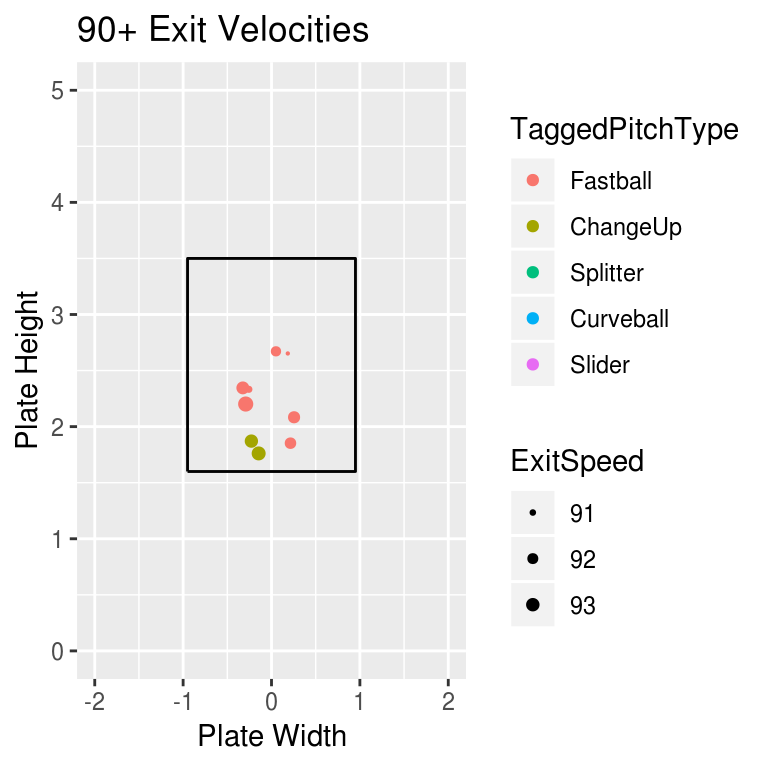 90+ Exit Velocities
5
4
3
2
1
0
Plate Height
-2 -1 0 1 2
Plate Width
TaggedPitchType
Fastball
ChangeUp
Splitter
Curveball
Slider
ExitSpeed
91
92
93